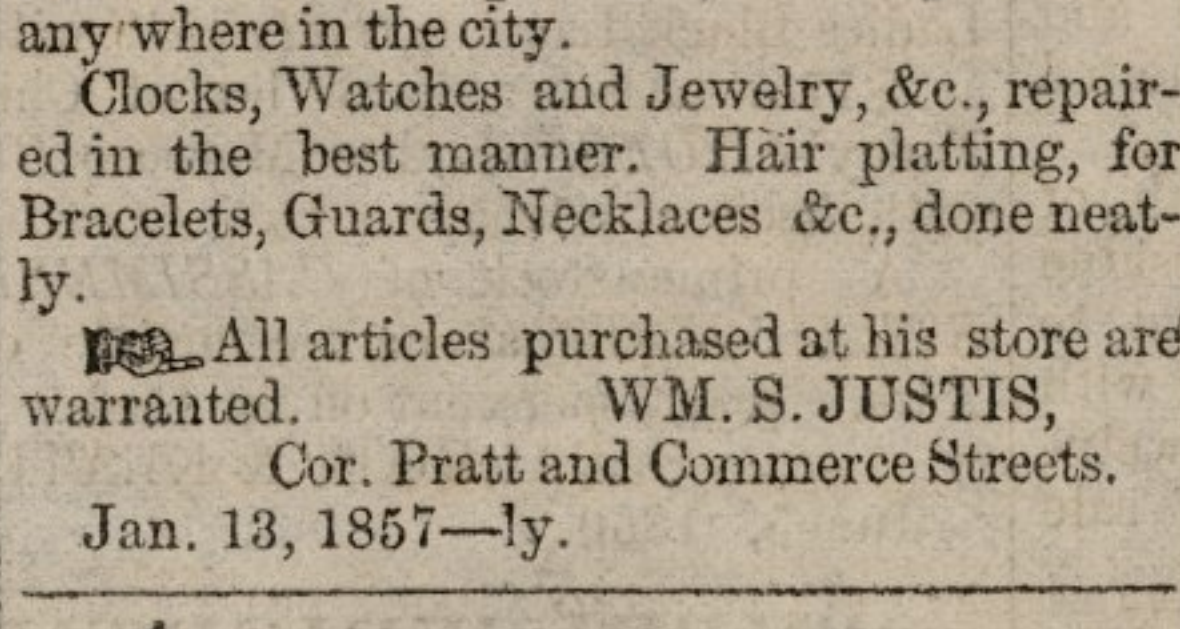 any where in the city.
Clocks, Watches and Jewelry, &c., repair-
ed in the best manner. Hair platting, for
Bracelets, Guards, Necklaces &c., done neat-
ly.
All articles purchased at his store are
warranted. WM. S. JUSTIS,
Cor. Pratt and Commerce Streets.
Jan. 13, 1857—ly.